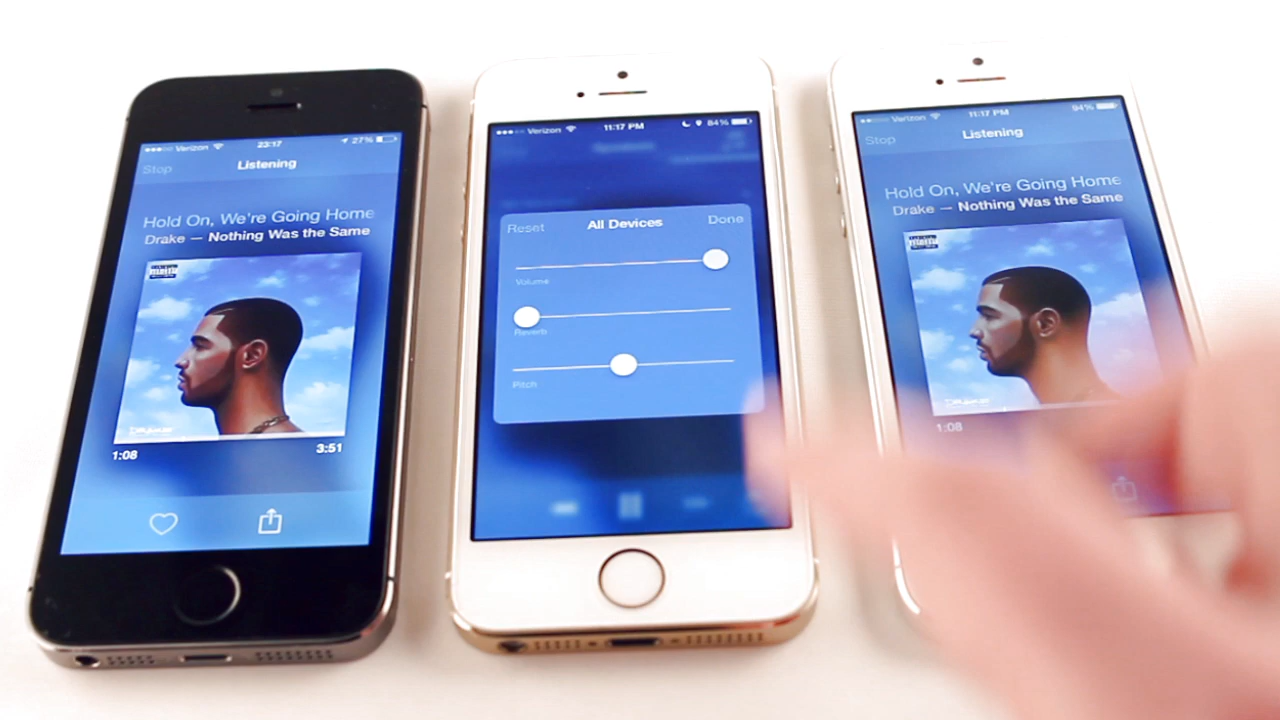 Verizon 23:17 27%
Stop Listening
Hold On, We're Going Home
Drake — Nothing Was the Same
1:08 3:51
Verizon 11:17 PM 84%
Reset All Devices Done
Volume
Reverb
Pitch
Verizon 11:17 PM 94%
Stop Listening
Hold On, We're Going Home
Drake — Nothing Was the Same
1:08